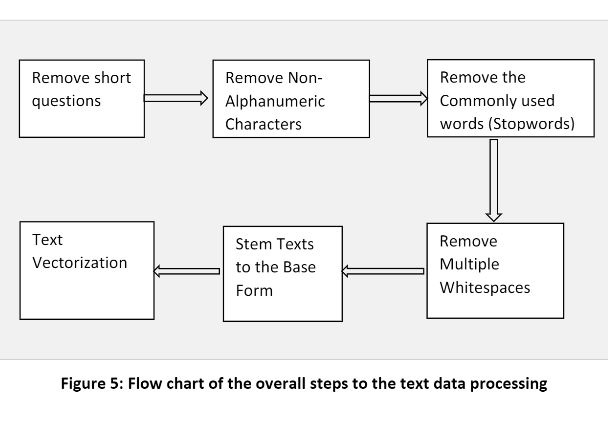 Remove short
questions
Remove Non-
Alphanumeric
Characters
Remove the
Commonly used
words (Stopwords)
Remove
Multiple
Whitespaces
Stem Texts
to the Base
Form
Text
Vectorization
Figure 5: Flow chart of the overall steps to the text data processing